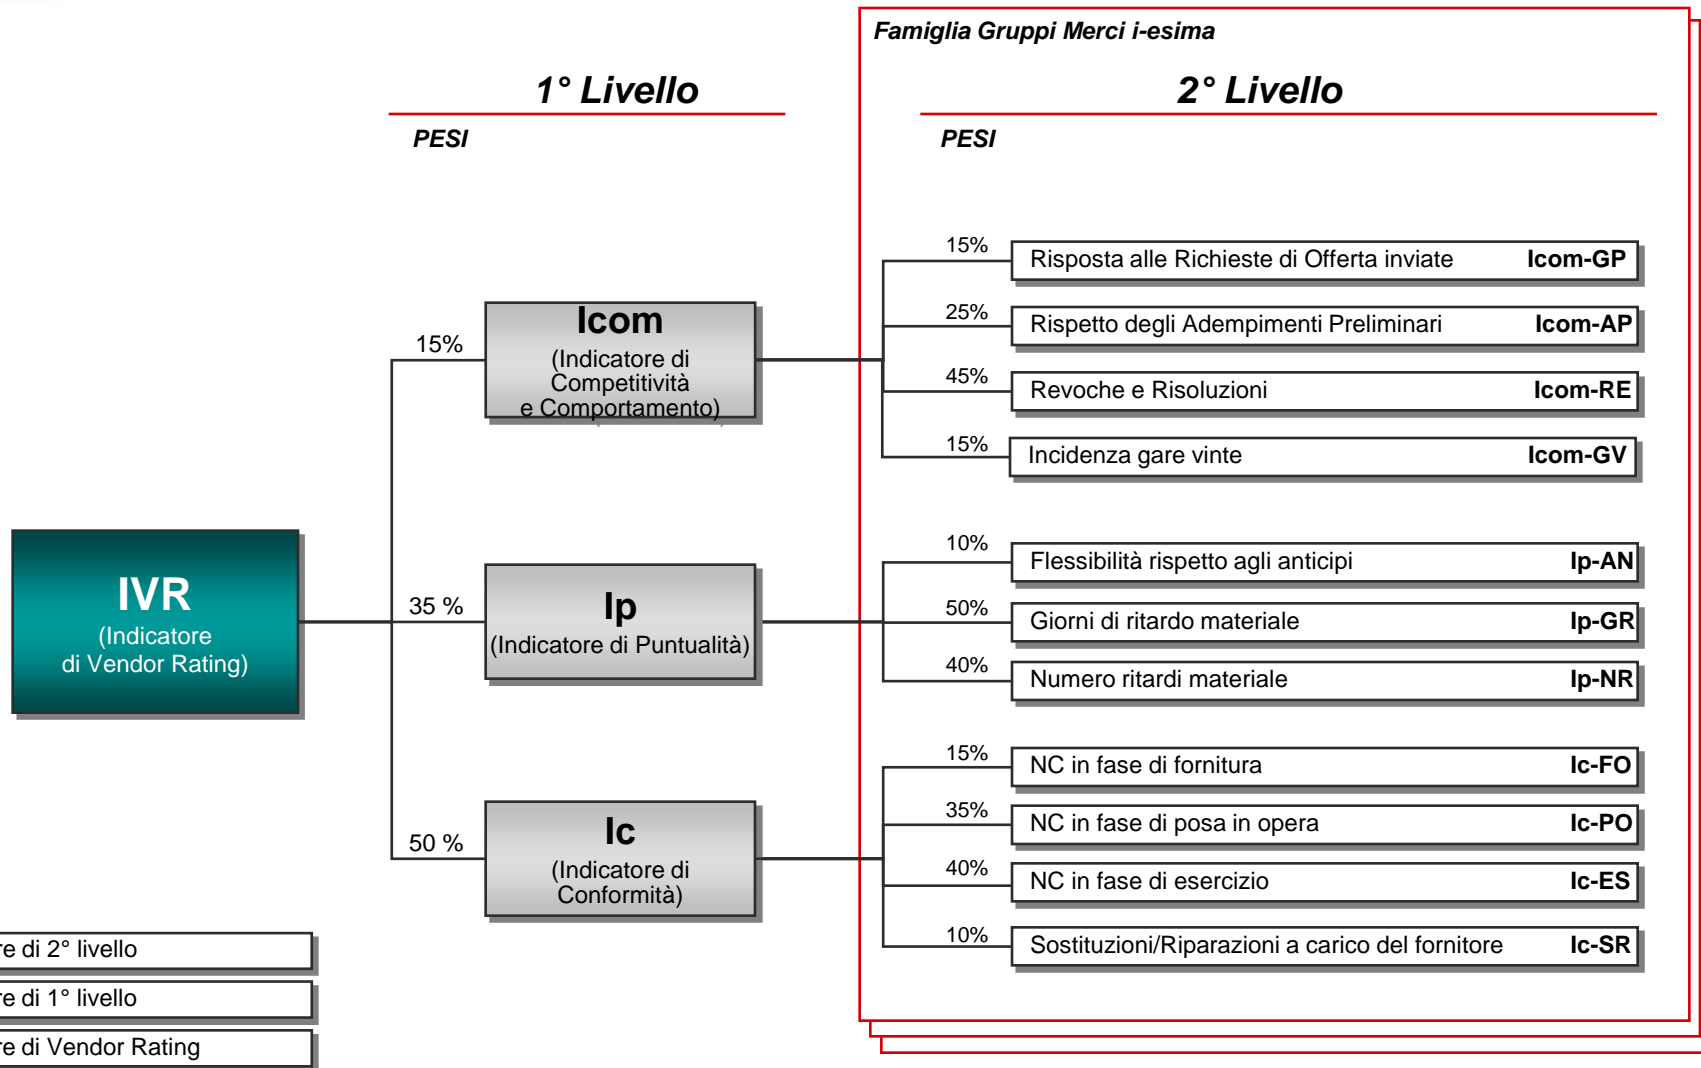 Famiglia Gruppi Merci i-esima
1° Livello
2° Livello
PESI
PESI
15%
Risposta alle Richieste di Offerta inviate Icom-GP
25%
Rispetto degli Adempimenti Preliminari Icom-AP
45%
Revoche e Risoluzioni Icom-RE
15%
Incidenza gare vinte Icom-GV
15%
Icom
(Indicatore di
Competitività
e Comportamento)
10%
Flessibilità rispetto agli anticipi Ip-AN
50%
Giorni di ritardo materiale Ip-GR
40%
Numero ritardi materiale Ip-NR
IVR
(Indicatore
di Vendor Rating)
35 %
Ip
(Indicatore di Puntualità)
15%
NC in fase di fornitura Ic-FO
35%
NC in fase di posa in opera Ic-PO
40%
NC in fase di esercizio Ic-ES
10%
Sostituzioni/Riparazioni a carico del fornitore Ic-SR
50 %
Ic
(Indicatore di
Conformità)
re di 2° livello
re di 1° livello
re di Vendor Rating